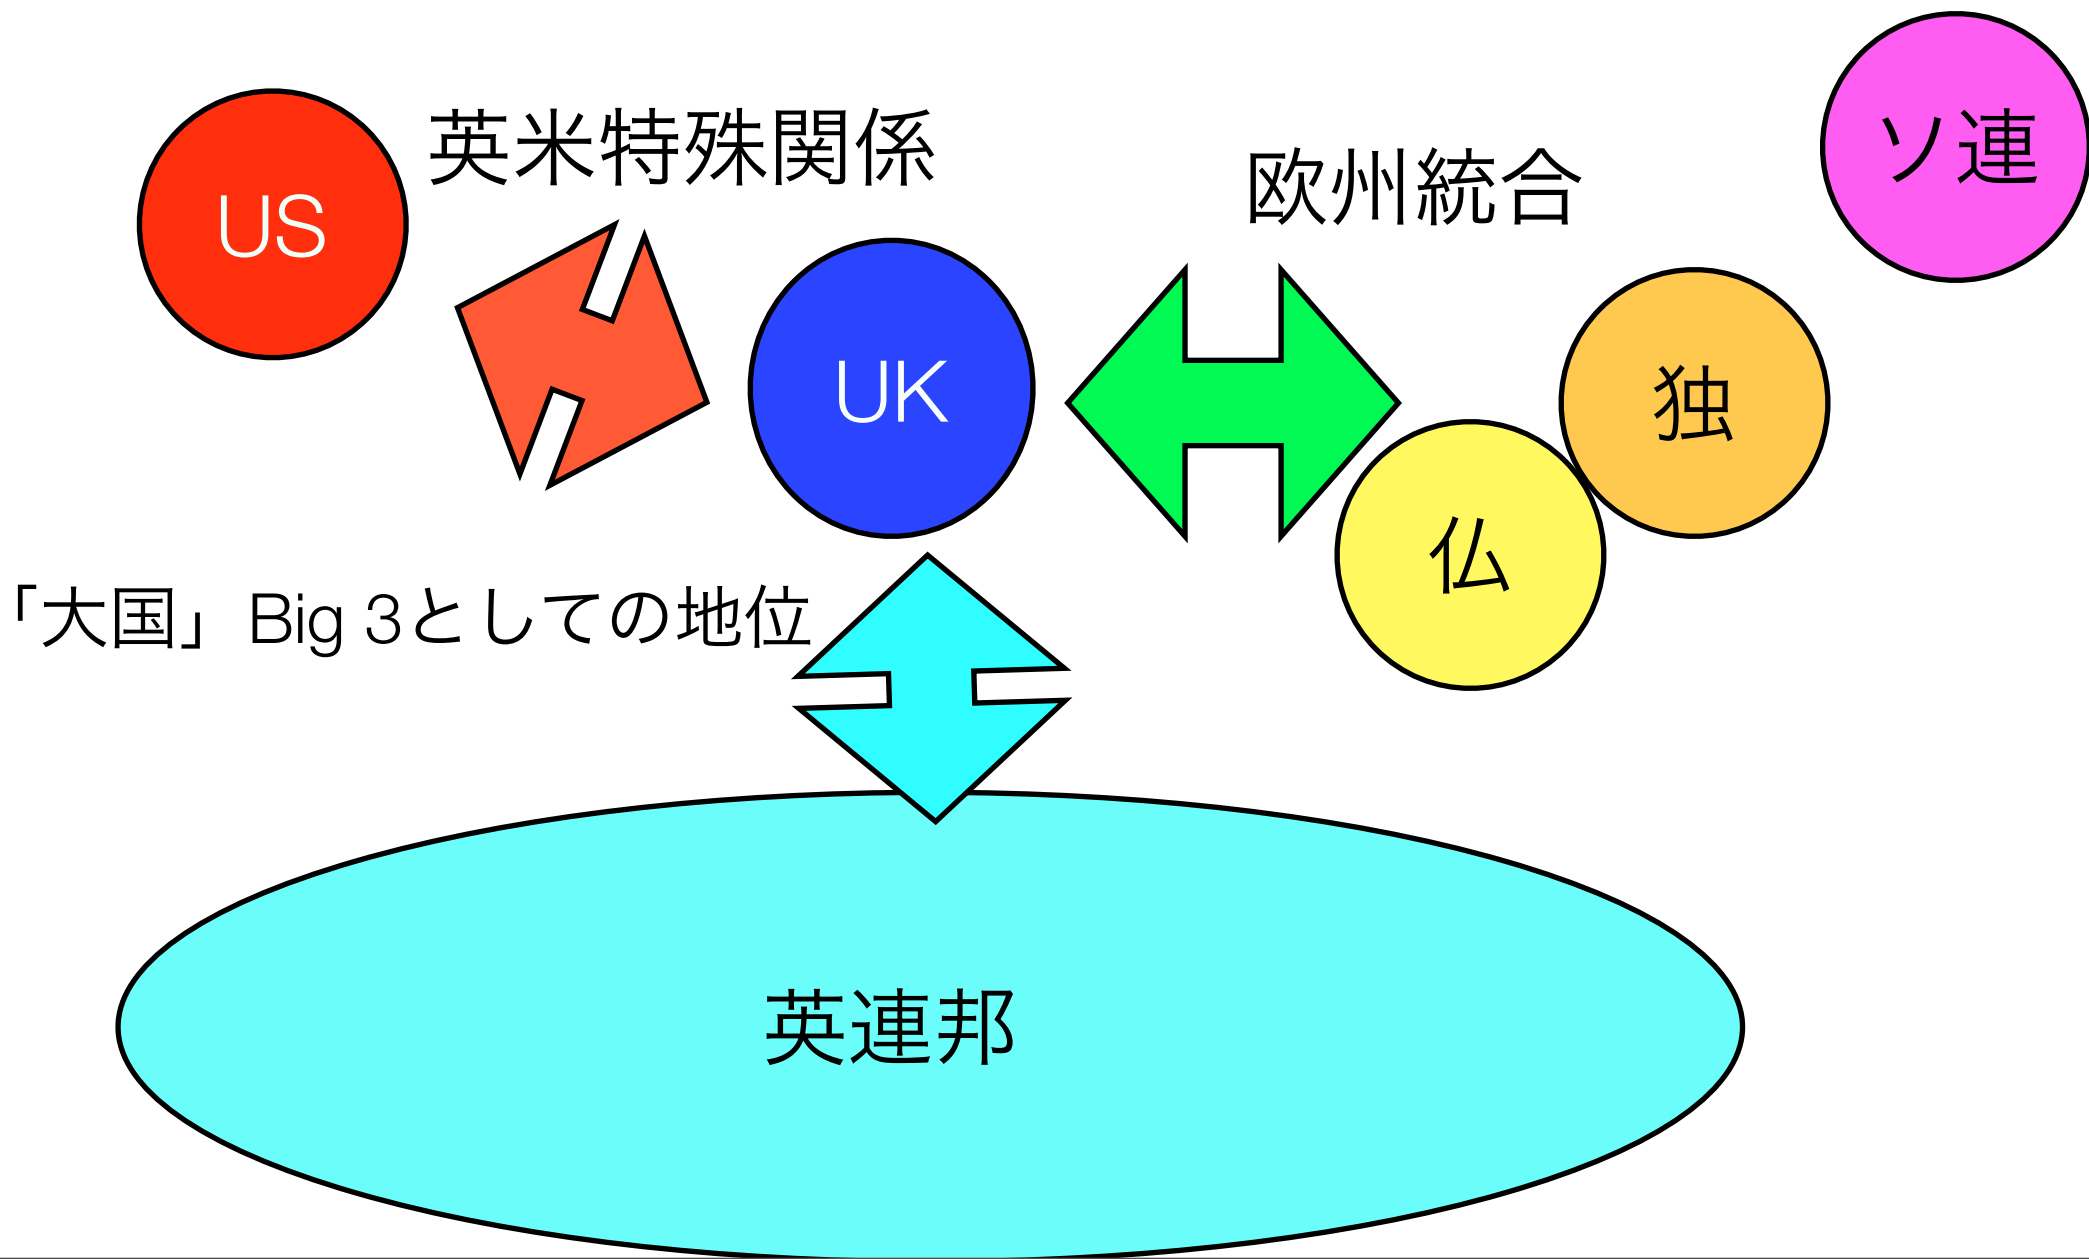 ソ連
英米特殊関係
US
欧州統合
UK
独
仏
「大国」Big 3としての地位
英連邦